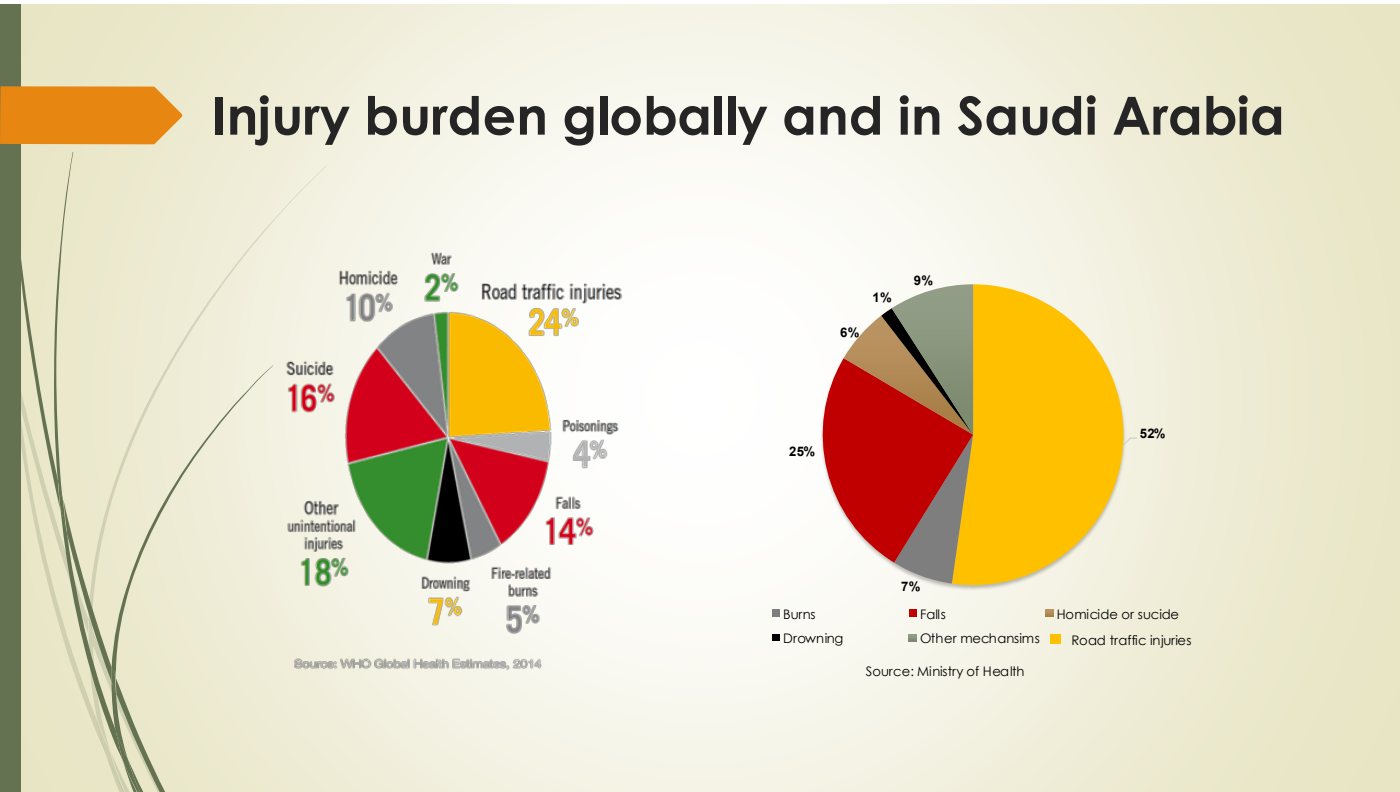 Injury burden globally and in Saudi Arabia
War
2%
Homicide
10%
Road traffic injuries
24%
Suicide
16%
Poisonings
4%
Falls
14%
Other
unintentional
injuries
18%
Drowning
7%
Fire-related
burns
5%
Source: WHO Global Health Estimates, 2014
9%
1%
6%
52%
25%
7%
Burns
Falls
Homicide or sucide
Drowning
Other mechansims
Road traffic injuries
Source: Ministry of Health